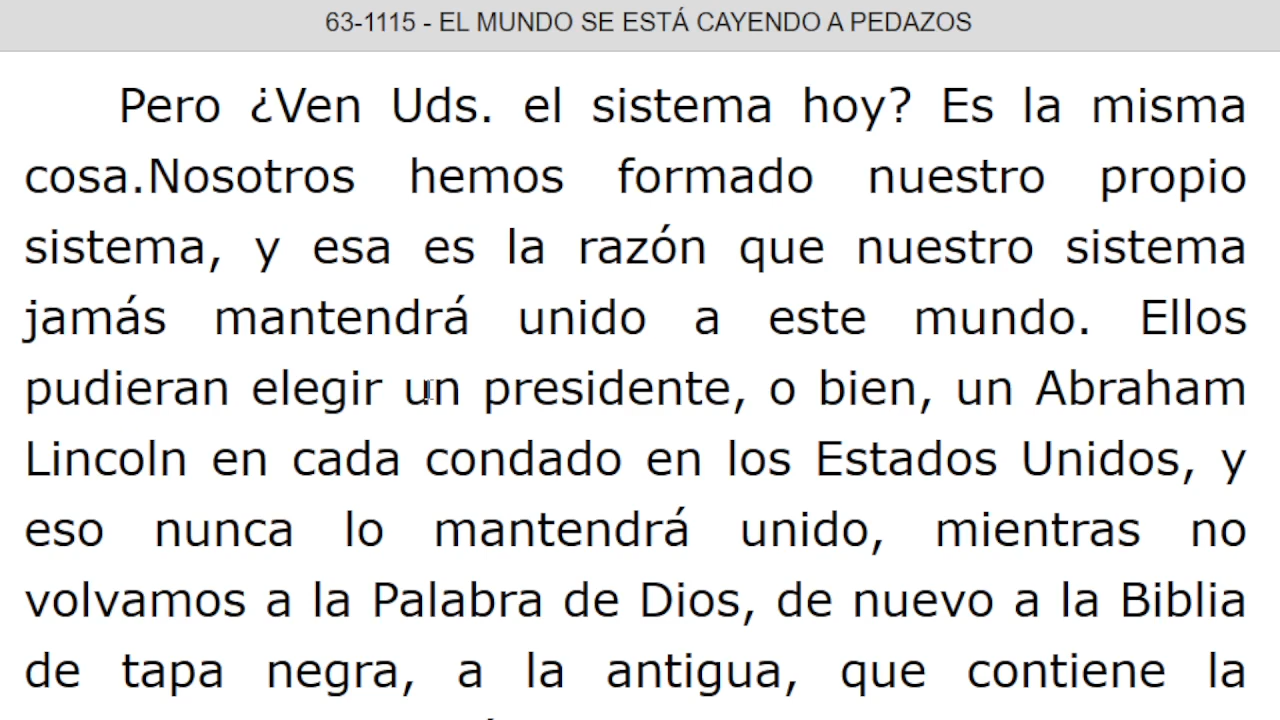 63-1115 - EL MUNDO SE ESTÁ CAYENDO A PEDAZOS
Pero ¿Ven Uds. el sistema hoy? Es la misma
cosa.Nosotros hemos formado nuestro propio
sistema, y esa es la razón que nuestro sistema
jamás mantendrá unido a este mundo. Ellos
pudieran elegir un presidente, o bien, un Abraham
Lincoln en cada condado en los Estados Unidos, y
eso nunca lo mantendrá unido, mientras no
volvamos a la Palabra de Dios, de nuevo a la Biblia
de tapa negra, a la antigua, que contiene la